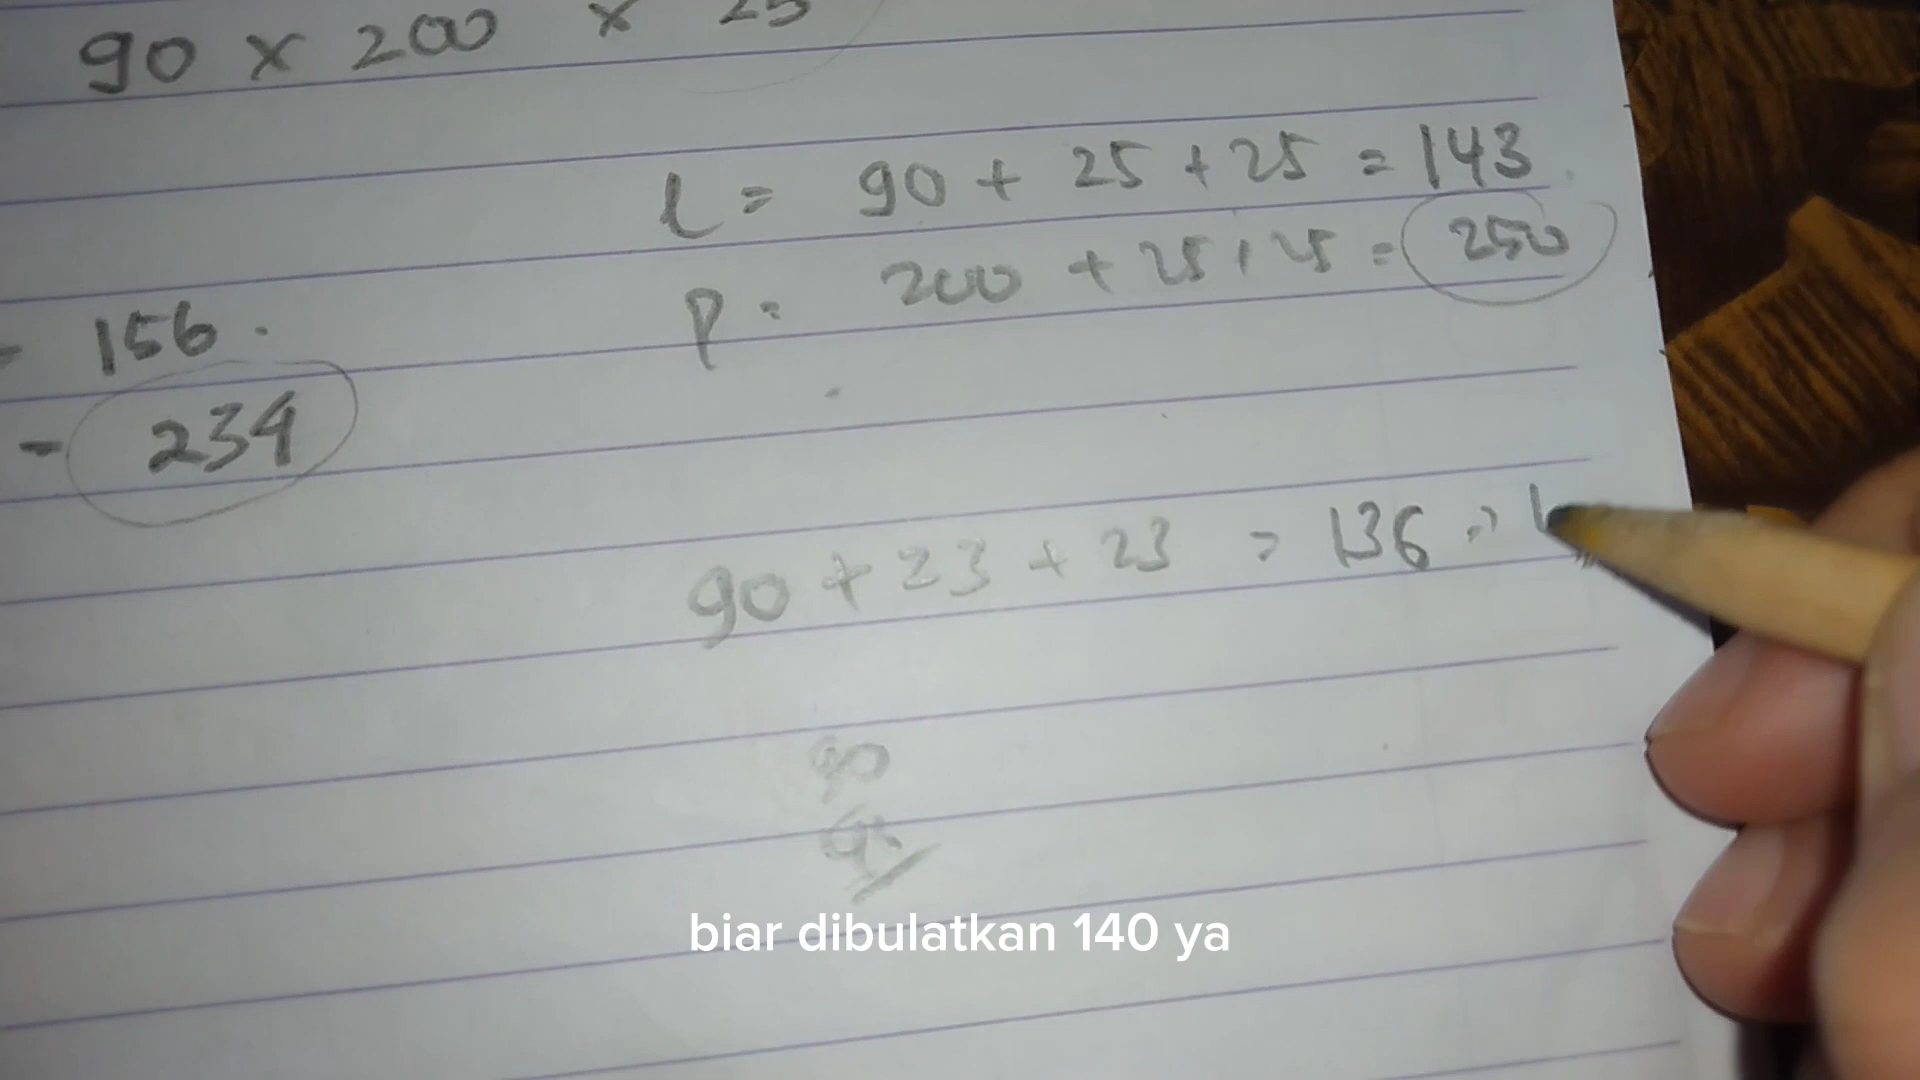 90 x 200 x 25
l = 90 + 25 + 25 = 143
p = 200 + 25 + 25 = 250
= 156.
- 234
90 + 23 + 23 = 136 =>
90
biar dibulatkan 140 ya